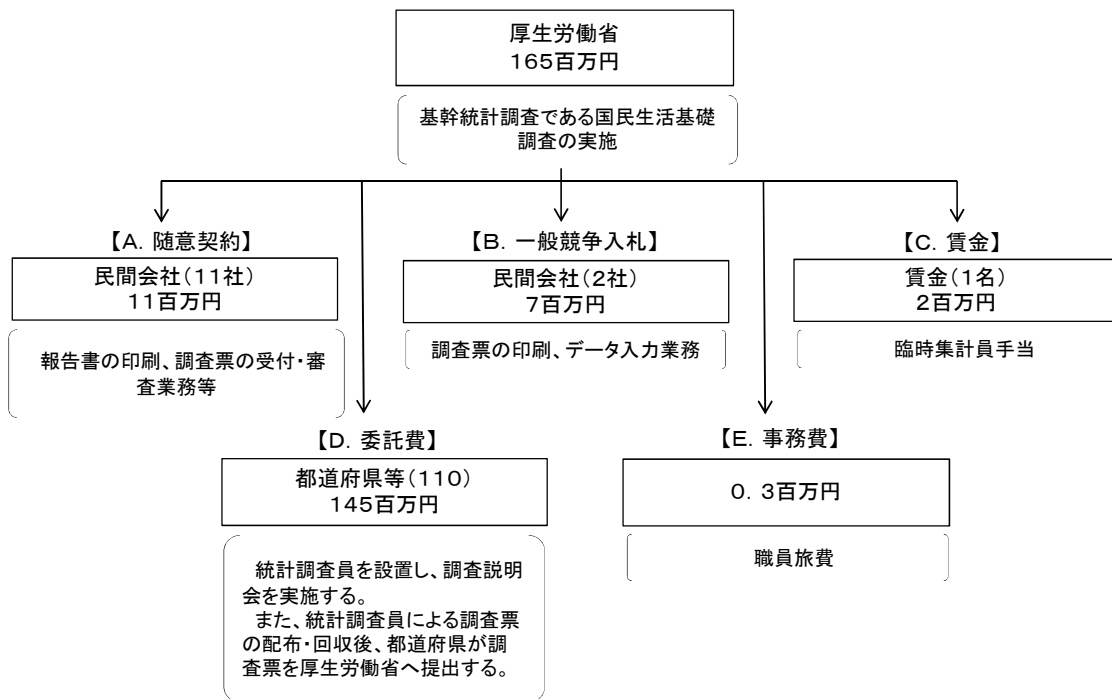 厚生労働省
165百万円
基幹統計調査である国民生活基礎
調査の実施
【A．随意契約】
民間会社(11社)
11百万円
報告書の印刷、調査票の受付・審
査業務等
【B．一般競争入札】
民間会社(2社)
7百万円
調査票の印刷、データ入力業務
【C．賃金】
賃金(1名)
2百万円
臨時集計員手当
【D．委託費】
都道府県等(110)
145百万円
統計調査員を設置し、調査説明
会を実施する。
また、統計調査員による調査票
の配布・回収後、都道府県が調
査票を厚生労働省へ提出する。
【E．事務費】
0．3百万円
職員旅費